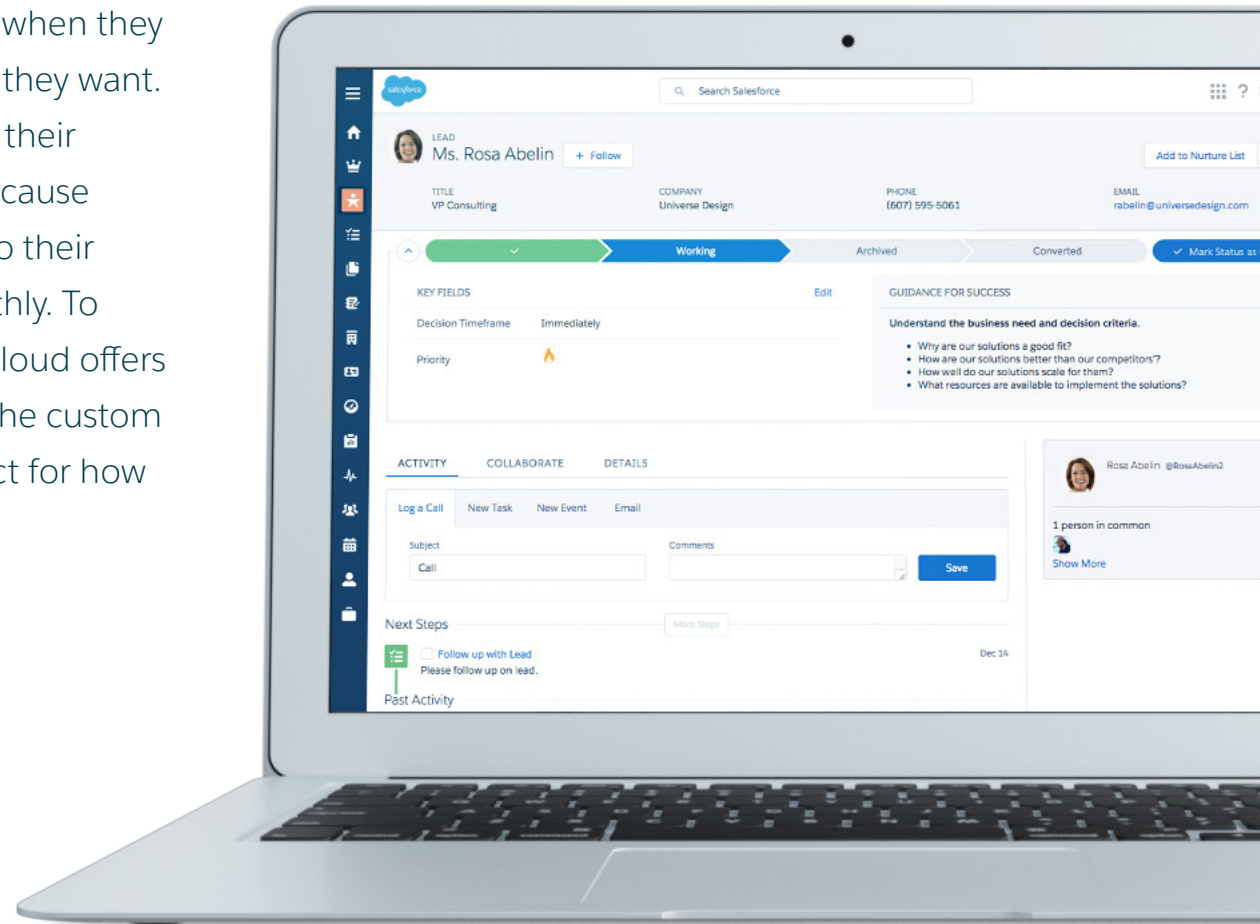 when they
they want.
their
cause
o their
thly. To
loud offers
he custom
ct for how
salesforce
Search Salesforce
?
LEAD
Ms. Rosa Abelin
+ Follow
Add to Nurture List
TITLE
COMPANY
PHONE
EMAIL
VP Consulting
Universe Design
(607) 595-5061
rabelin@universedesign.com
Working
Archived
Converted
Mark Status as
KEY FIELDS
Edit
Decision Timeframe
Immediately
Priority
GUIDANCE FOR SUCCESS
Understand the business need and decision criteria.
• Why are our solutions a good fit?
• How are our solutions better than our competitors'?
• How well do our solutions scale for them?
• What resources are available to implement the solutions?
ACTIVITY COLLABORATE DETAILS
Log a Call New Task New Event Email
Subject
Comments
Call
Save
Next Steps
More Steps
Follow up with Lead
Dec 14
Please follow up on lead.
Past Activity
Rosa Abelin @RosaAbelin2
1 person in common
Show More